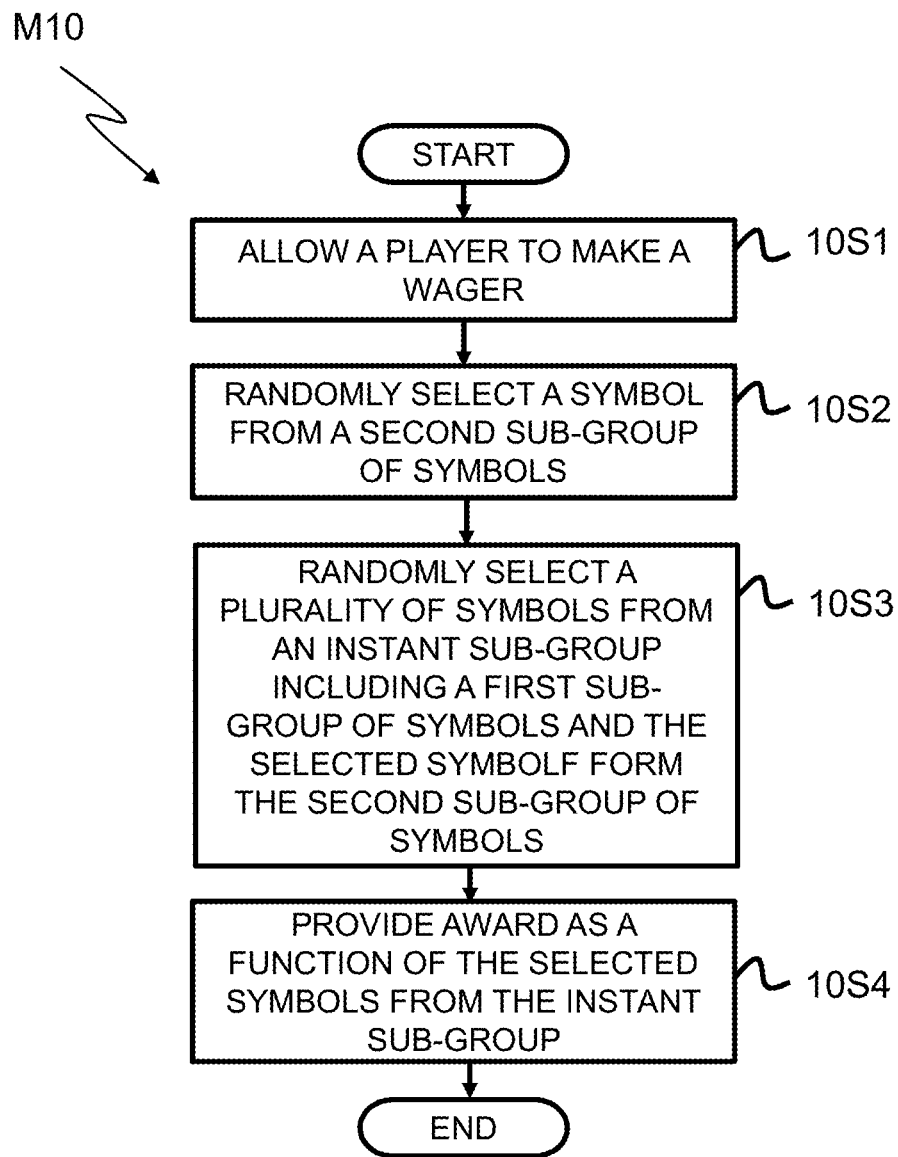 M10
START
ALLOW A PLAYER TO MAKE A
WAGER
10S1
RANDOMLY SELECT A SYMBOL
FROM A SECOND SUB-GROUP
OF SYMBOLS
10S2
RANDOMLY SELECT A
PLURALITY OF SYMBOLS FROM
AN INSTANT SUB-GROUP
INCLUDING A FIRST SUB-
GROUP OF SYMBOLS AND THE
SELECTED SYMBOLF FORM
THE SECOND SUB-GROUP OF
SYMBOLS
10S3
PROVIDE AWARD AS A
FUNCTION OF THE SELECTED
SYMBOLS FROM THE INSTANT
SUB-GROUP
10S4
END